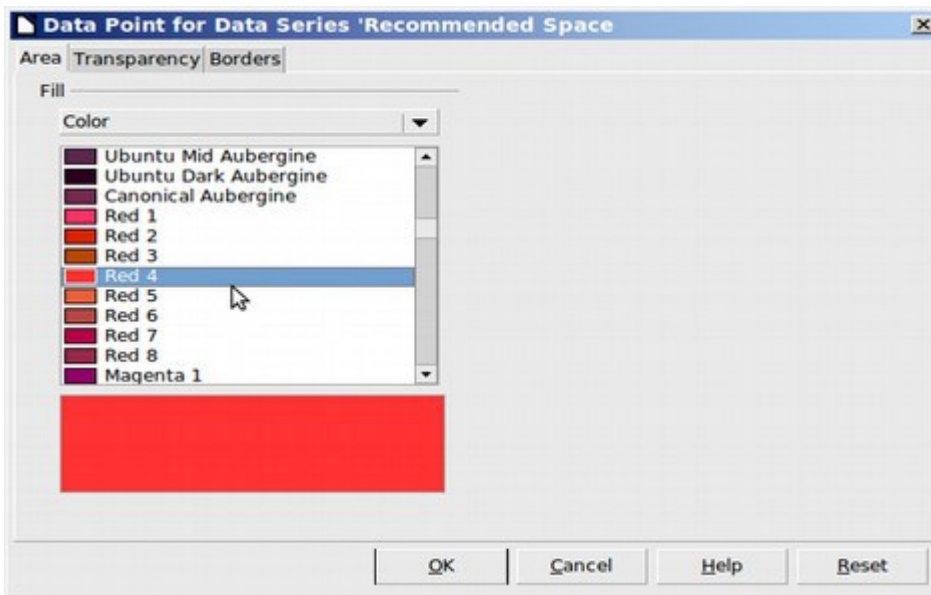 Data Point for Data Series 'Recommended Space
Area Transparency Borders
Fill
Color
Ubuntu Mid Aubergine
Ubuntu Dark Aubergine
Canonical Aubergine
Red 1
Red 2
Red 3
Red 4
Red 5
Red 6
Red 7
Red 8
Magenta 1
OK Cancel Help Reset